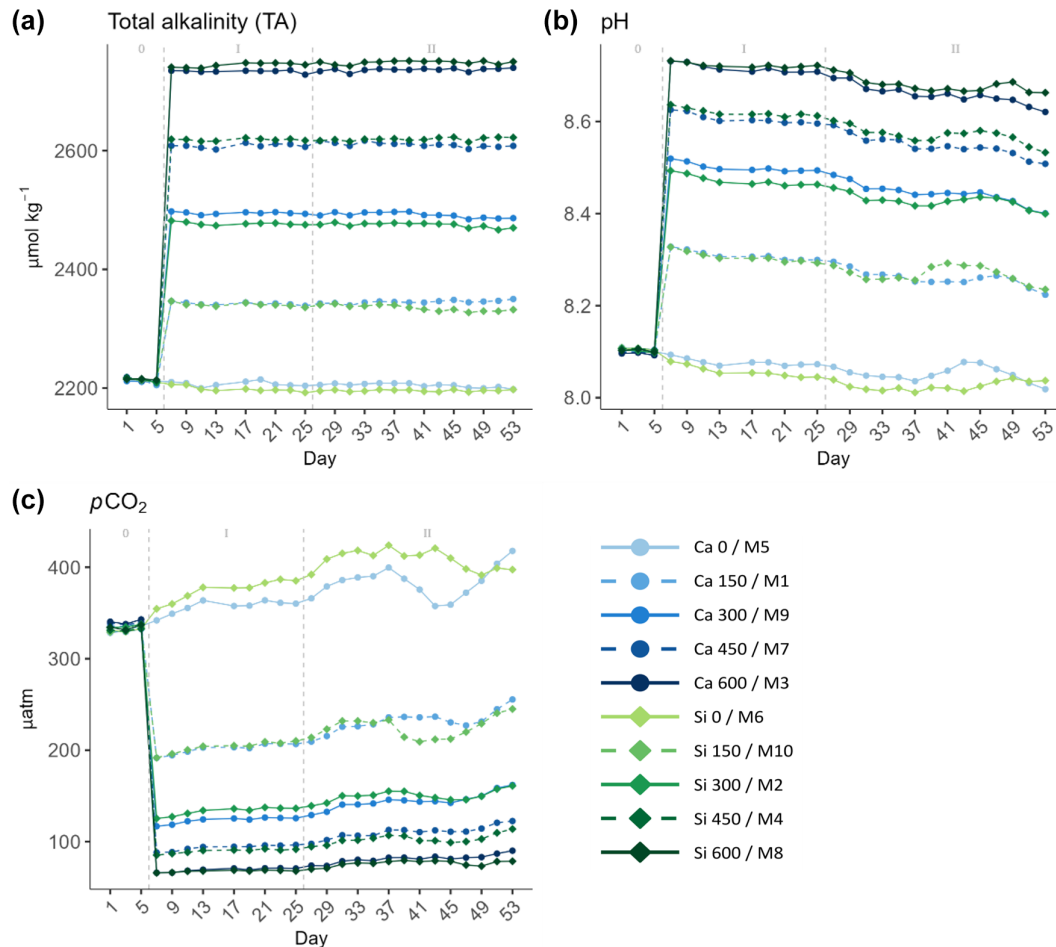 (a) Total alkalinity (TA)
0 I II
µmol kg⁻¹
2600
2400
2200
1 5 9 13 17 21 25 29 33 37 41 45 49 53
Day
(b) pH
0 I II
8.6
8.4
8.2
8.0
1 5 9 13 17 21 25 29 33 37 41 45 49 53
Day
(c) pCO₂
0 I II
µatm
400
300
200
100
1 5 9 13 17 21 25 29 33 37 41 45 49 53
Day
Ca 0 / M5
Ca 150 / M1
Ca 300 / M9
Ca 450 / M7
Ca 600 / M3
Si 0 / M6
Si 150 / M10
Si 300 / M2
Si 450 / M4
Si 600 / M8